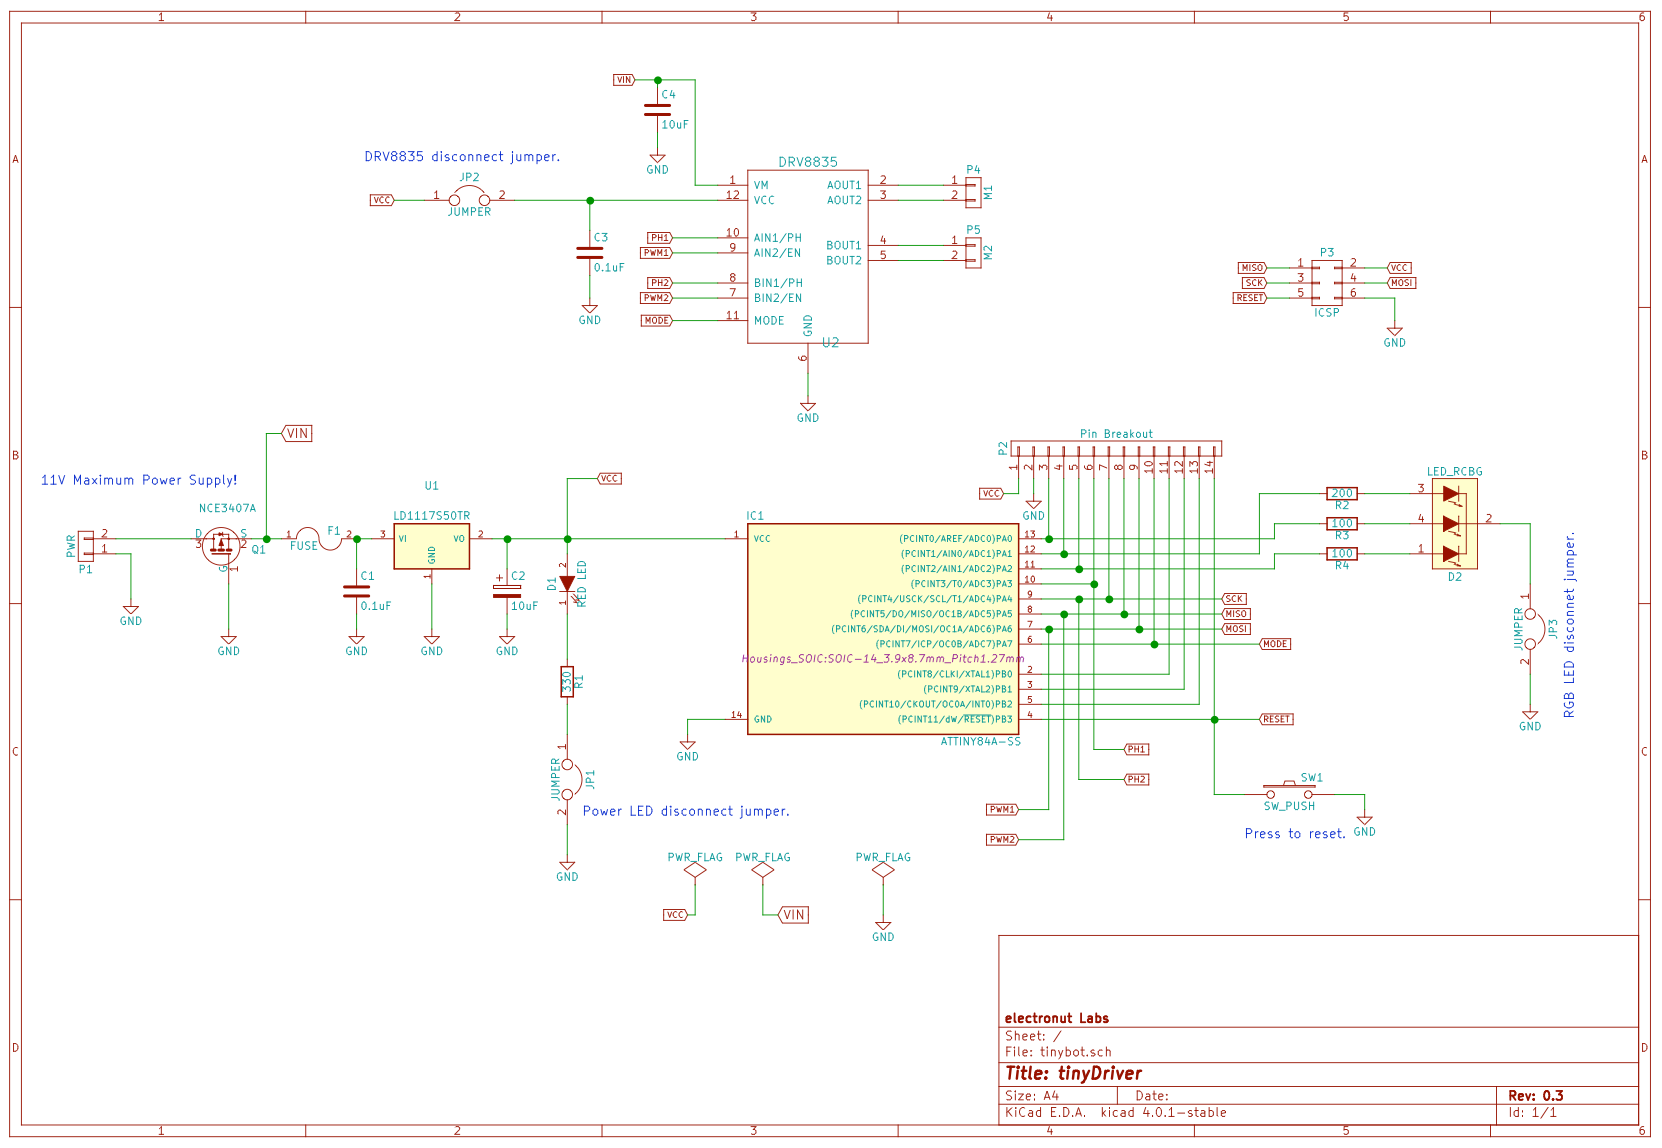 1 2 3 4 5 6
A
B
C
D
A
B
C
D
1 2 3 4 5 6
VIN
C4
10uF
GND
DRV8835 disconnect jumper.
JP2
VCC
1 2
JUMPER
C3
0.1uF
GND
DRV8835
1 VM
12 VCC
PH1 10 AIN1/PH
PWM1 9 AIN2/EN
PH2 8 BIN1/PH
PWM2 7 BIN2/EN
MODE 11 MODE
AOUT1 2
AOUT2 3
BOUT1 4
BOUT2 5
GND
6
U2
GND
P4
1
2
M1
P5
1
2
M2
P3
MISO 1 2 VCC
SCK 3 4 MOSI
RESET 5 6
ICSP
GND
VIN
11V Maximum Power Supply!
NCE3407A
D S
3 2
G 1
Q1
PWR
2
1
P1
GND
GND
1 2
F1
FUSE
C1
0.1uF
GND
U1
LD1117S50TR
3 VI VO 2
GND
1
GND
C2
+
10uF
GND
VCC
D1
2
1
RED LED
330
R1
1
JUMPER
JP1
2
Power LED disconnect jumper.
GND
Pin Breakout
P2
1 2 3 4 5 6 7 8 9 10 11 12 13 14
VCC
GND
IC1
1 VCC
14 GND
GND
(PCINT0/AREF/ADC0)PA0 13
(PCINT1/AIN0/ADC1)PA1 12
(PCINT2/AIN1/ADC2)PA2 11
(PCINT3/T0/ADC3)PA3 10
(PCINT4/USCK/SCL/T1/ADC4)PA4 9 SCK
(PCINT5/DO/MISO/OC1B/ADC5)PA5 8 MISO
(PCINT6/SDA/DI/MOSI/OC1A/ADC6)PA6 7 MOSI
(PCINT7/ICP/OC0B/ADC7)PA7 6 MODE
Housings_SOIC:SOIC-14_3.9x8.7mm_Pitch1.27mm
(PCINT8/CLKI/XTAL1)PB0 2
(PCINT9/XTAL2)PB1 3
(PCINT10/CKOUT/OC0A/INT0)PB2 5
(PCINT11/dW/RESET)PB3 4 RESET
ATTINY84A-SS
PH1
PH2
PWM1
PWM2
LED_RCBG
200
R2
3
100
R3
4
100
R4
1
2
D2
1
JUMPER
JP3
2
RGB LED disconnet jumper.
GND
SW1
SW_PUSH
Press to reset.
GND
PWR_FLAG PWR_FLAG PWR_FLAG
VCC VIN
GND
electronut Labs
Sheet: /
File: tinybot.sch
Title: tinyDriver
Size: A4 Date: Rev: 0.3
KiCad E.D.A. kicad 4.0.1-stable Id: 1/1